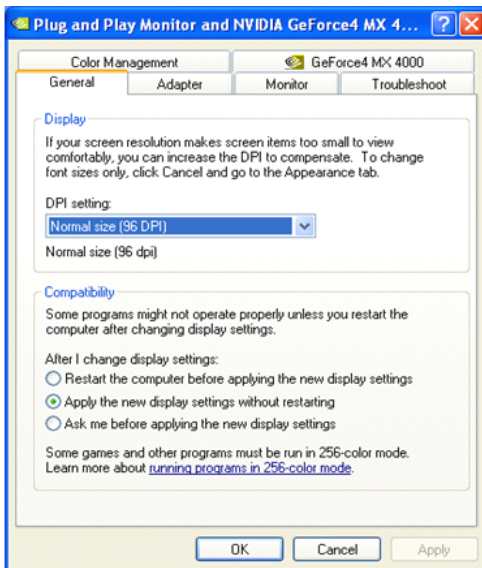 Plug and Play Monitor and NVIDIA GeForce4 MX 4...
Color Management
GeForce4 MX 4000
General
Adapter
Monitor
Troubleshoot
Display
If your screen resolution makes screen items too small to view
comfortably, you can increase the DPI to compensate. To change
font sizes only, click Cancel and go to the Appearance tab.
DPI setting:
Normal size (96 DPI)
Normal size (96 dpi)
Compatibility
Some programs might not operate properly unless you restart the
computer after changing display settings.
After I change display settings:
Restart the computer before applying the new display settings
Apply the new display settings without restarting
Ask me before applying the new display settings
Some games and other programs must be run in 256-color mode.
Learn more about running programs in 256-color mode.
OK
Cancel
Apply